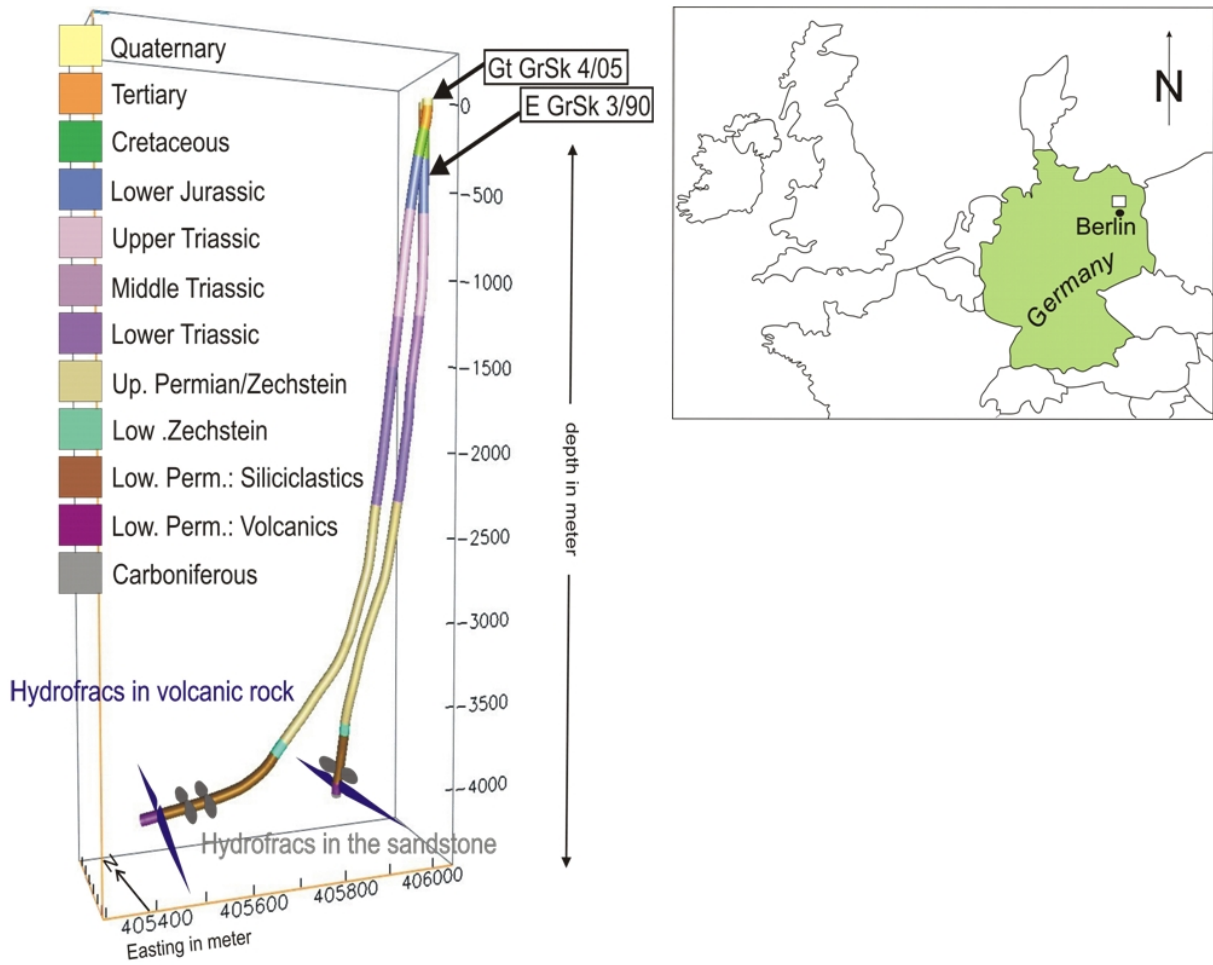 Quaternary
Tertiary
Cretaceous
Lower Jurassic
Upper Triassic
Middle Triassic
Lower Triassic
Up. Permian/Zechstein
Low .Zechstein
Low. Perm.: Siliciclastics
Low. Perm.: Volcanics
Carboniferous
Gt GrSk 4/05
E GrSk 3/90
0
500
1000
1500
2000
2500
3000
3500
4000
depth in meter
Hydrofracs in volcanic rock
Hydrofracs in the sandstone
N
405400
405600
405800
406000
Easting in meter
N
Berlin
Germany